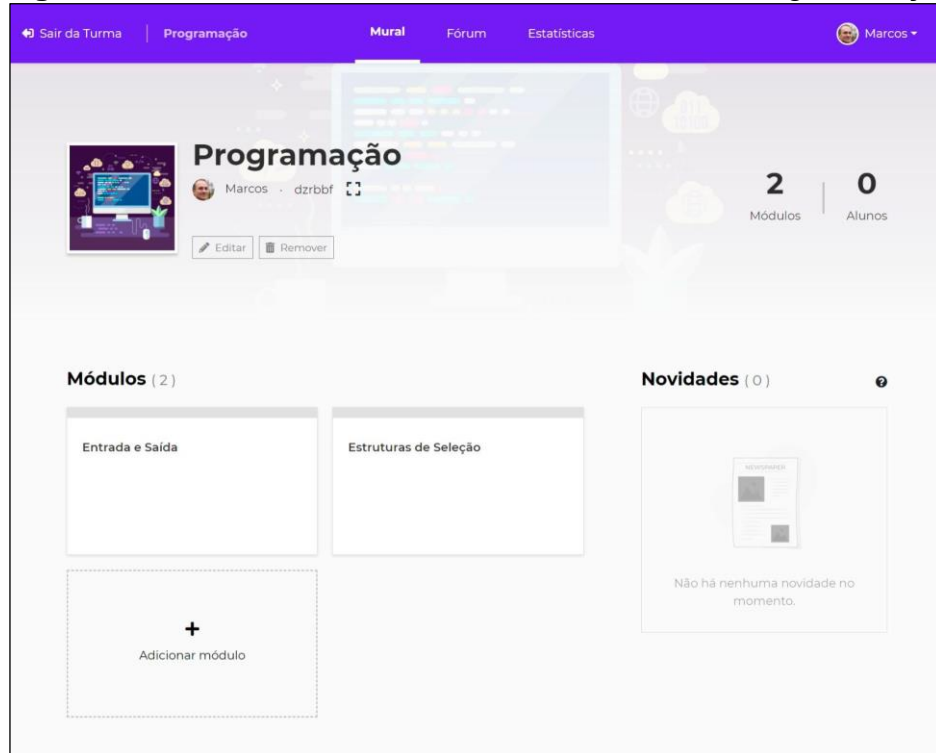 Sair da Turma Programação Mural Fórum Estatísticas Marcos
Programação
Marcos · dzrbbf
Editar Remover
2 0
Módulos Alunos
Módulos ( 2 )
Novidades ( 0 )
Entrada e Saída
Estruturas de Seleção
NEWSPAPER
Não há nenhuma novidade no
momento.
+
Adicionar módulo